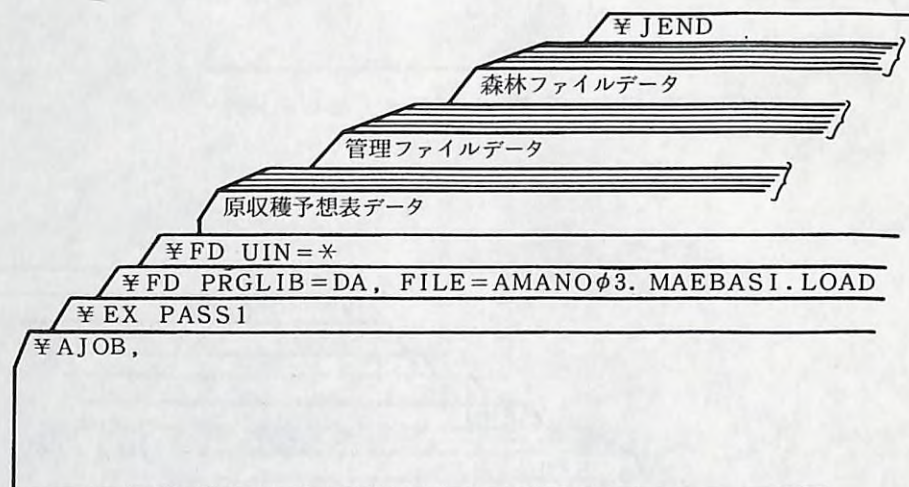 ¥ JEND
森林ファイルデータ
管理ファイルデータ
原収穫予想表データ
¥FD UIN=*
¥FD PRGLIB=DA, FILE=AMANOφ3. MAEBASI.LOAD
¥EX PASS1
¥AJOB,